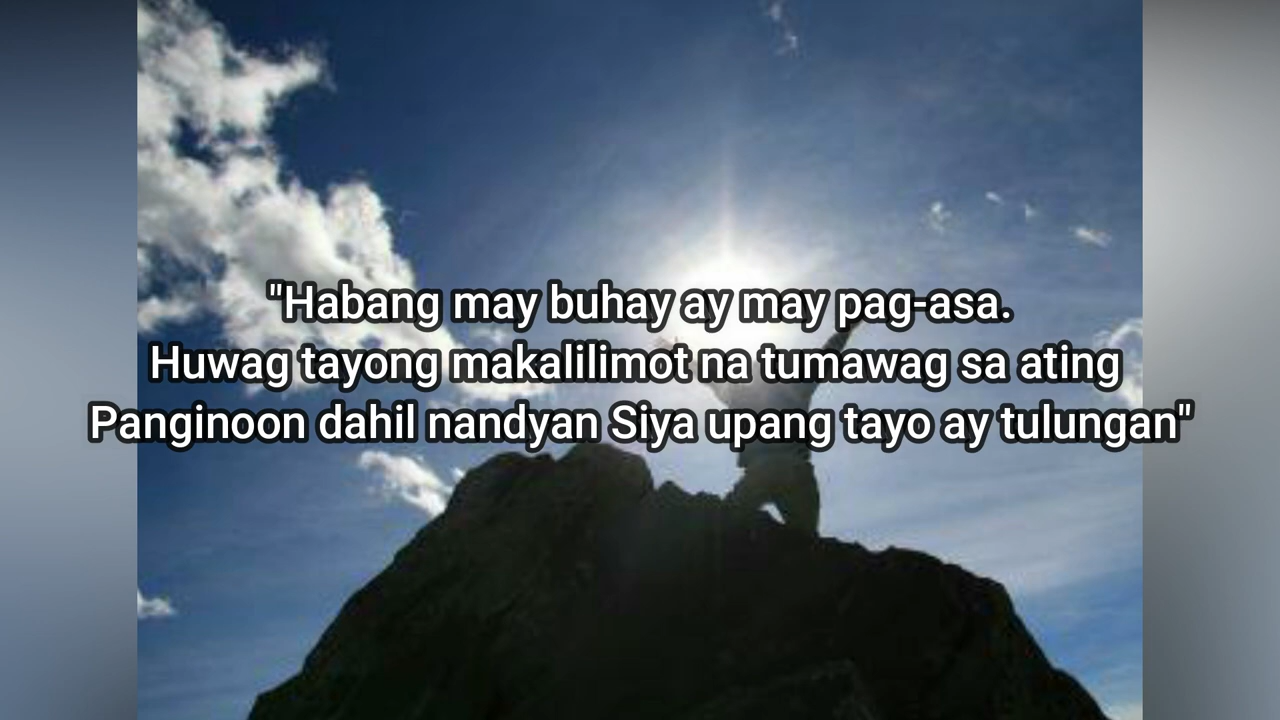 "Habang may buhay ay may pag-asa.
Huwag tayong makalilimot na tumawag sa ating
Panginoon dahil nandyan Siya upang tayo ay tulungan"